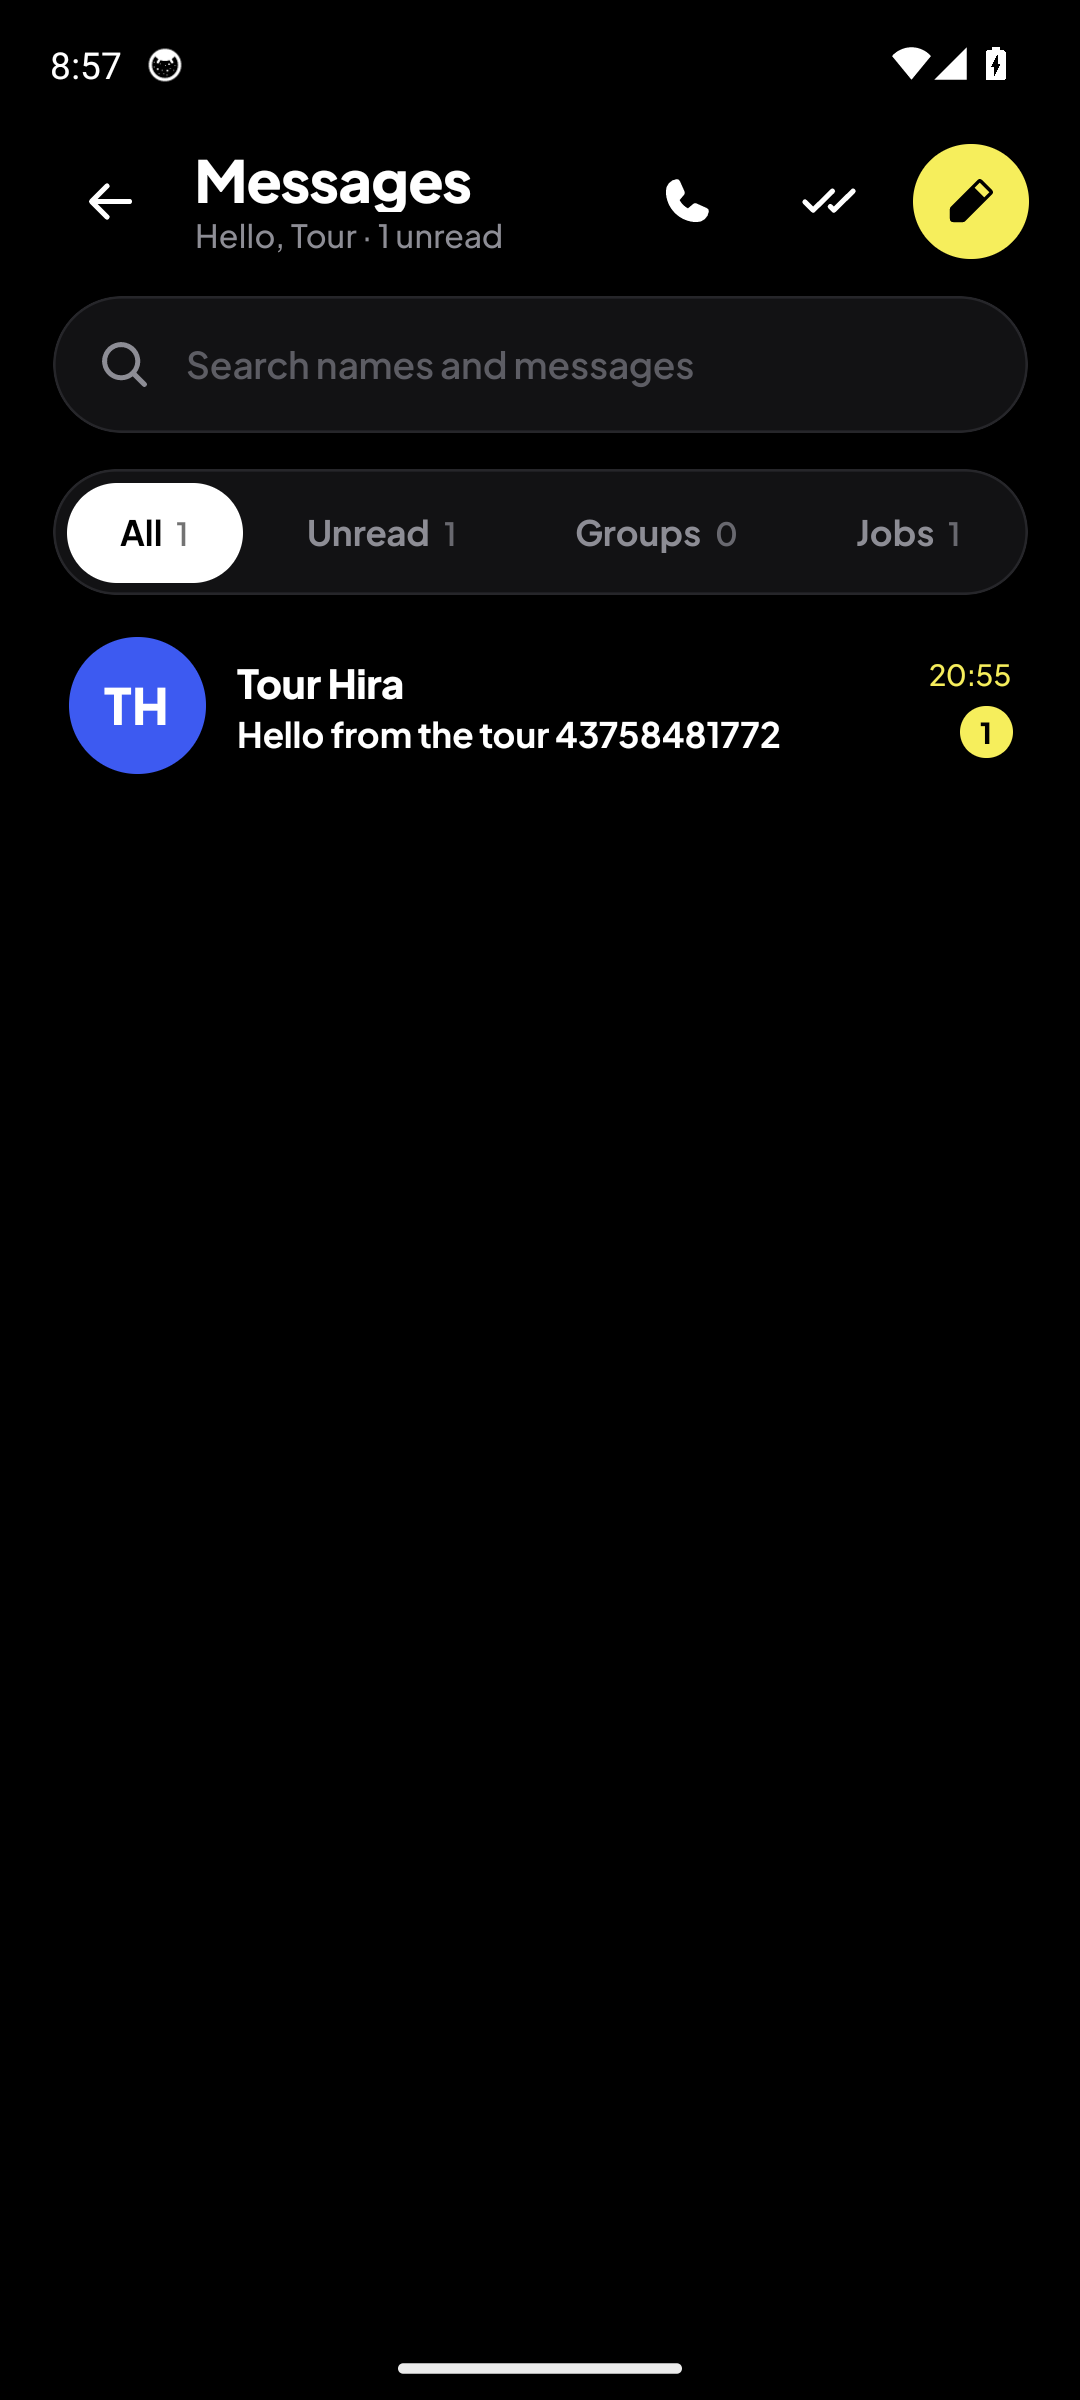 8:57
Messages
Hello, Tour · 1 unread
Search names and messages
All 1 Unread 1 Groups 0 Jobs 1
TH
Tour Hira
20:55
Hello from the tour 43758481772
1